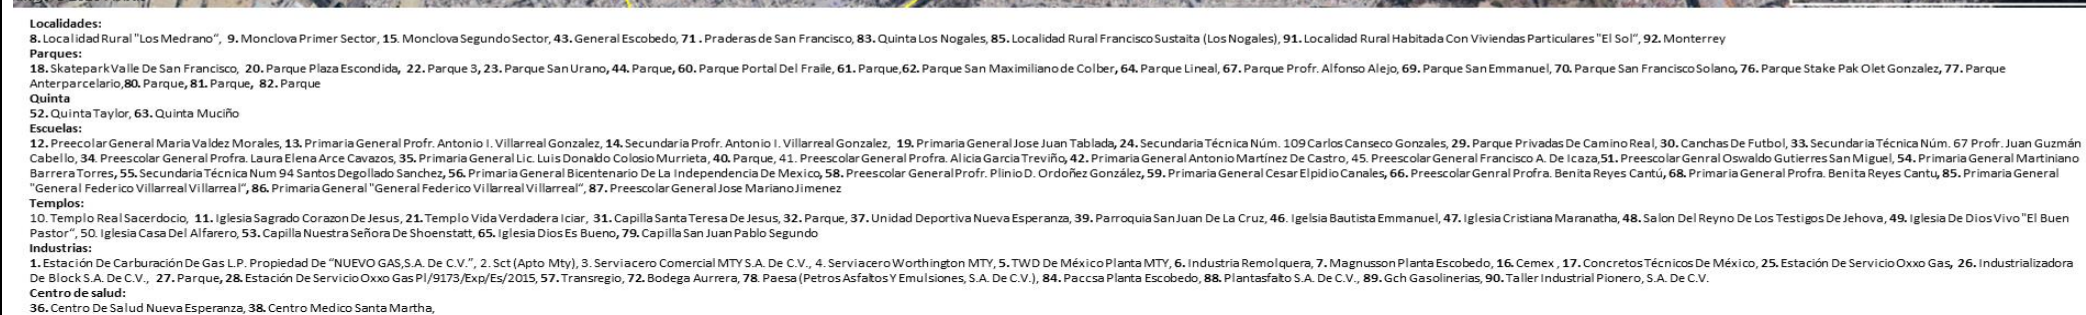 Localidades:
8. Localidad Rural "Los Medrano", 9. Monclova Primer Sector, 15. Monclova Segundo Sector, 43. General Escobedo, 71. Praderas de San Francisco, 83. Quinta Los Nogales, 85. Localidad Rural Francisco Sustaita (Los Nogales), 91. Localidad Rural Habitada Con Viviendas Particulares "El Sol", 92. Monterrey
Parques:
18. Skatepark Valle De San Francisco, 20. Parque Plaza Escondida, 22. Parque 3, 23. Parque San Urano, 44. Parque, 60. Parque Portal Del Fraile, 61. Parque, 62. Parque San Maximiliano de Colber, 64. Parque Lineal, 67. Parque Profr. Alfonso Alejo, 69. Parque San Emmanuel, 70. Parque San Francisco Solano, 76. Parque Stake Pak Olet Gonzalez, 77. Parque
Anterparcelario, 80. Parque, 81. Parque, 82. Parque
Quinta
52. Quinta Taylor, 63. Quinta Muciño
Escuelas:
12. Preecolar General Maria Valdez Morales, 13. Primaria General Profr. Antonio I. Villarreal Gonzalez, 14. Secundaria Profr. Antonio I. Villarreal Gonzalez, 19. Primaria General Jose Juan Tablada, 24. Secundaria Técnica Núm. 109 Carlos Canseco Gonzales, 29. Parque Privadas De Camino Real, 30. Canchas De Futbol, 33. Secundaria Técnica Núm. 67 Profr. Juan Guzmán
Cabello, 34. Preescolar General Profra. Laura Elena Arce Cavazos, 35. Primaria General Lic. Luis Donaldo Colosio Murrieta, 40. Parque, 41. Preescolar General Profra. Alicia Garcia Treviño, 42. Primaria General Antonio Martínez De Castro, 45. Preescolar General Francisco A. De Icaza, 51. Preescolar Genral Oswaldo Gutierres San Miguel, 54. Primaria General Martiniano
Barrera Torres, 55. Secundaria Técnica Num 94 Santos Degollado Sanchez, 56. Primaria General Bicentenario De La Independencia De Mexico, 58. Preescolar General Profr. Plinio D. Ordoñez González, 59. Primaria General Cesar Elpidio Canales, 66. Preescolar Genral Profra. Benita Reyes Cantú, 68. Primaria General Profra. Benita Reyes Cantu, 85. Primaria General
"General Federico Villarreal Villarreal", 86. Primaria General "General Federico Villarreal Villarreal", 87. Preescolar General Jose Mariano Jimenez
Templos:
10. Templo Real Sacerdocio, 11. Iglesia Sagrado Corazon De Jesus, 21. Templo Vida Verdadera Iciar, 31. Capilla Santa Teresa De Jesus, 32. Parque, 37. Unidad Deportiva Nueva Esperanza, 39. Parroquia San Juan De La Cruz, 46. Igelsia Bautista Emmanuel, 47. Iglesia Cristiana Maranatha, 48. Salon Del Reyno De Los Testigos De Jehova, 49. Iglesia De Dios Vivo "El Buen
Pastor", 50. Iglesia Casa Del Alfarero, 53. Capilla Nuestra Señora De Shoenstatt, 65. Iglesia Dios Es Bueno, 79. Capilla San Juan Pablo Segundo
Industrias:
1. Estación De Carburación De Gas L.P. Propiedad De "NUEVO GAS,S.A. De C.V.", 2. Sct (Apto Mty), 3. Serviacero Comercial MTY S.A. De C.V., 4. Serviacero Worthington MTY, 5. TWD De México Planta MTY, 6. Industria Remolquera, 7. Magnusson Planta Escobedo, 16. Cemex, 17. Concretos Técnicos De México, 25. Estación De Servicio Oxxo Gas, 26. Industrializadora
De Block S.A. De C.V., 27. Parque, 28. Estación De Servicio Oxxo Gas Pl/9173/Exp/Es/2015, 57. Transregio, 72. Bodega Aurrera, 78. Paesa (Petros Asfaltos Y Emulsiones, S.A. De C.V.), 84. Paccsa Planta Escobedo, 88. Plantasfalto S.A. De C.V., 89. Gch Gasolinerias, 90. Taller Industrial Pionero, S.A. De C.V.
Centro de salud:
36. Centro De Salud Nueva Esperanza, 38. Centro Medico Santa Martha,